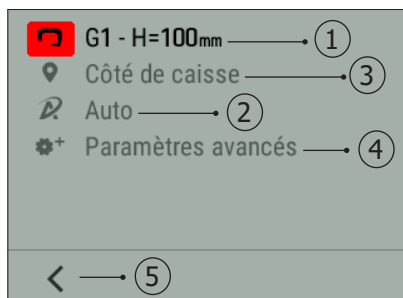 G1 - H=100mm 1
Côté de caisse 3
Auto 2
Paramètres avancés 4
5